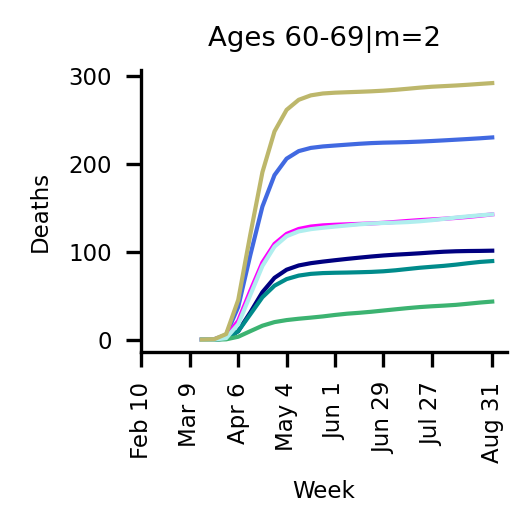 Ages 60-69|m=2
300
200
100
0
Deaths
Feb 10
Mar 9
Apr 6
May 4
Jun 1
Jun 29
Jul 27
Aug 31
Week